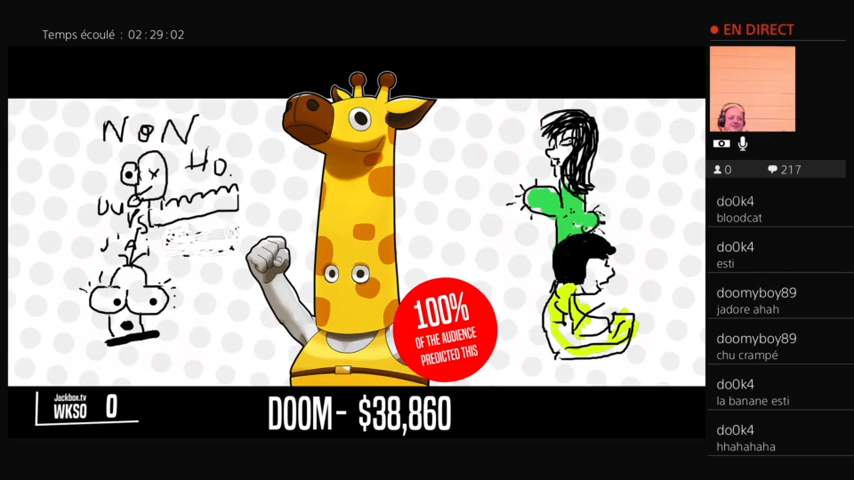 Temps écoulé : 02:29:02
EN DIRECT
0
217
NON
HO.
100%
OF THE AUDIENCE
PREDICTED THIS
Jackbox.tv
WKSO
0
DOOM - $38,860
do0k4
bloodcat
do0k4
esti
doomyboy89
jadore ahah
doomyboy89
chu crampé
do0k4
la banane esti
do0k4
hhahahaha